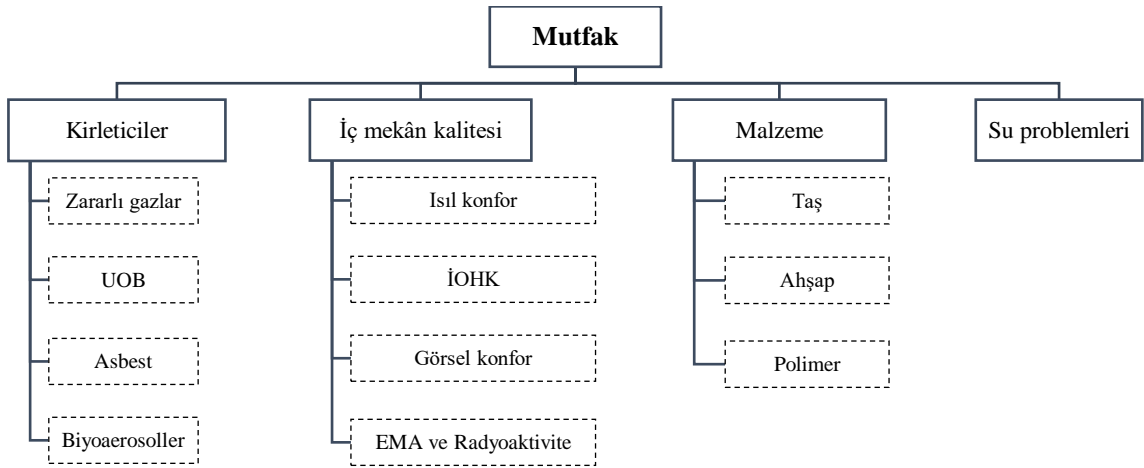 Mutfak
Kirleticiler
İç mekân kalitesi
Malzeme
Su problemleri
Zararlı gazlar
UOB
Asbest
Biyoaerosoller
Isıl konfor
İOHK
Görsel konfor
EMA ve Radyoaktivite
Taş
Ahşap
Polimer